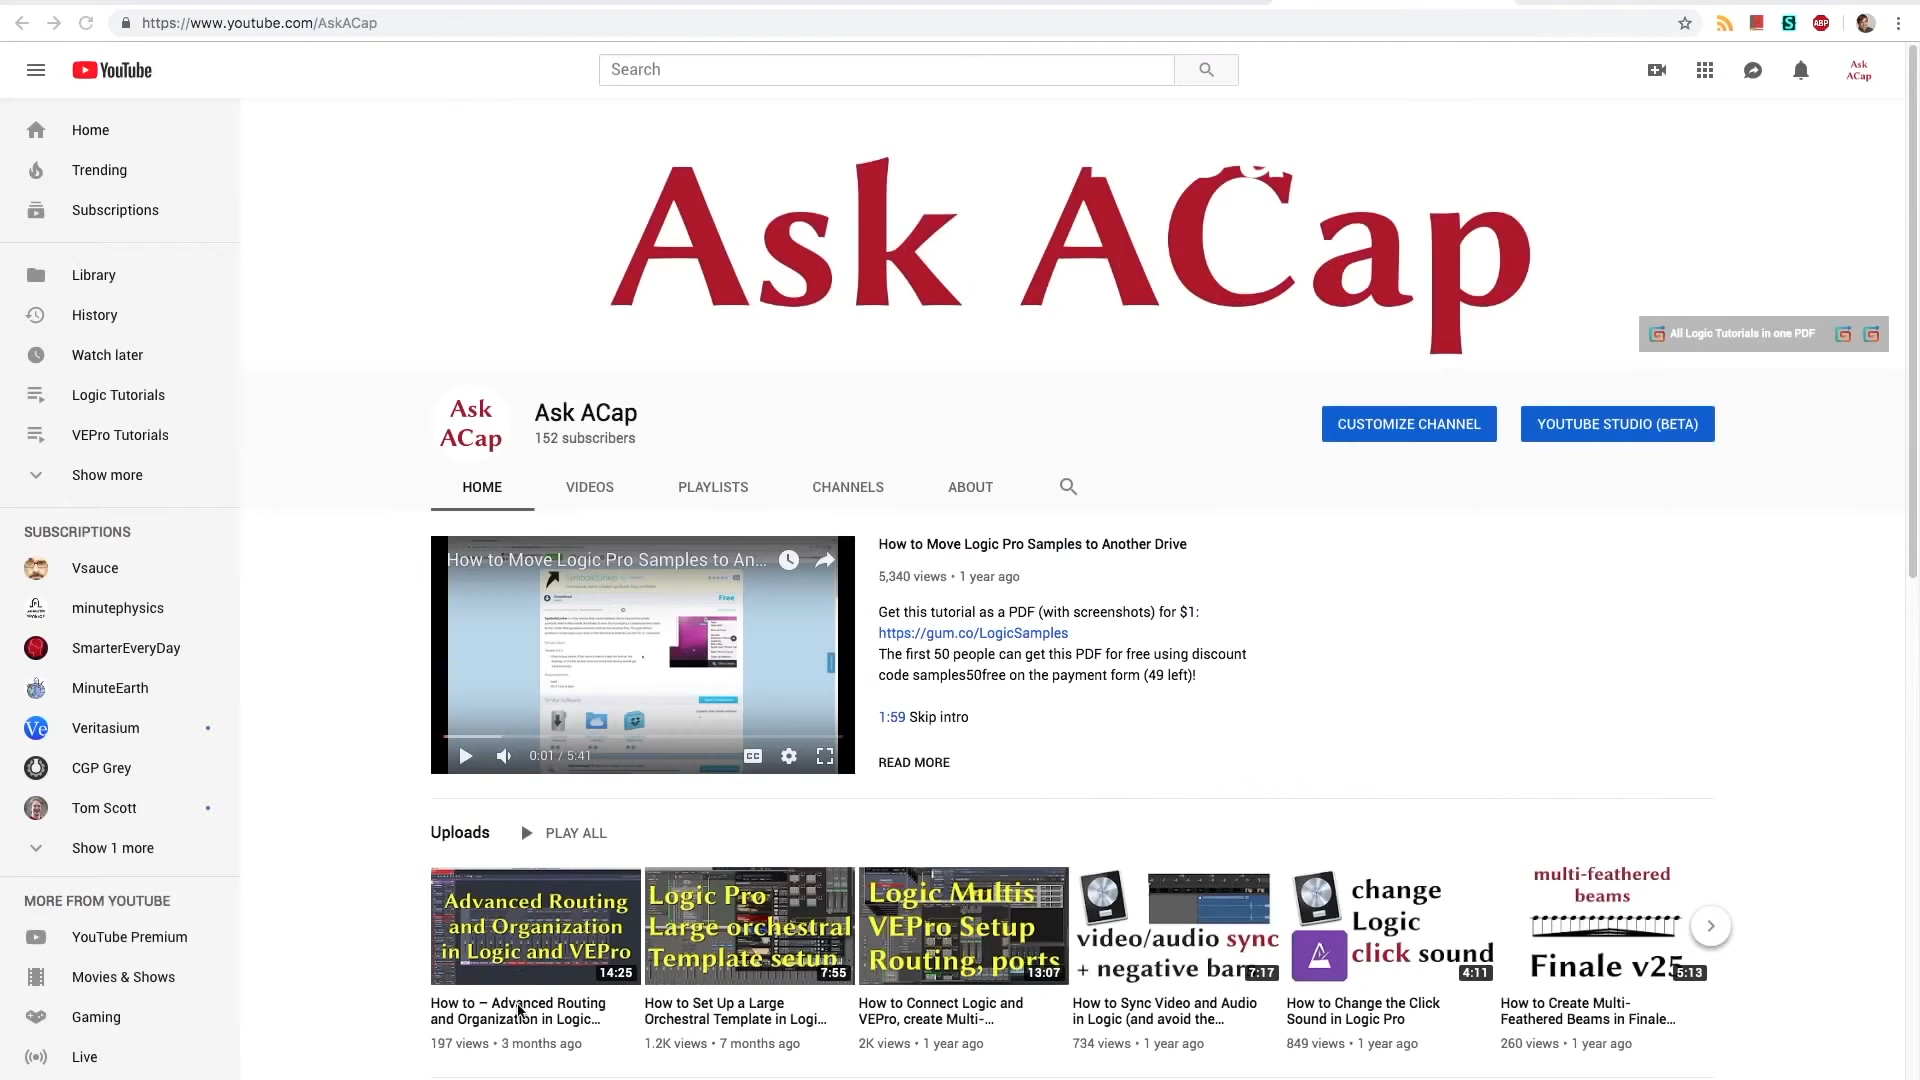 https://www.youtube.com/AskACap
ABP
YouTube
Search
Ask
ACap
Home
Trending
Subscriptions
Library
History
Watch later
Logic Tutorials
VEPro Tutorials
Show more
SUBSCRIPTIONS
Vsauce
minutephysics
SmarterEveryDay
MinuteEarth
Veritasium
CGP Grey
Tom Scott
Show 1 more
MORE FROM YOUTUBE
YouTube Premium
Movies & Shows
Gaming
Live
Ask ACap
All Logic Tutorials in one PDF
Ask
ACap
Ask ACap
152 subscribers
CUSTOMIZE CHANNEL
YOUTUBE STUDIO (BETA)
HOME
VIDEOS
PLAYLISTS
CHANNELS
ABOUT
How to Move Logic Pro Samples to An...
SymbolicLinker
Free
0:01 / 5:41
CC
How to Move Logic Pro Samples to Another Drive
5,340 views • 1 year ago
Get this tutorial as a PDF (with screenshots) for $1:
https://gum.co/LogicSamples
The first 50 people can get this PDF for free using discount
code samples50free on the payment form (49 left)!
1:59 Skip intro
READ MORE
Uploads
PLAY ALL
Advanced Routing
and Organization
in Logic and VEPro
14:25
How to – Advanced Routing
and Organization in Logic...
197 views • 3 months ago
Logic Pro
Large orchestral
Template setup
7:55
How to Set Up a Large
Orchestral Template in Logi...
1.2K views • 7 months ago
Logic Multis
VEPro Setup
Routing, ports
13:07
How to Connect Logic and
VEPro, create Multi-...
2K views • 1 year ago
video/audio sync
+ negative bars
7:17
How to Sync Video and Audio
in Logic (and avoid the...
734 views • 1 year ago
change
Logic
click sound
4:11
How to Change the Click
Sound in Logic Pro
849 views • 1 year ago
multi-feathered
beams
Finale v25
5:13
How to Create Multi-
Feathered Beams in Finale...
260 views • 1 year ago